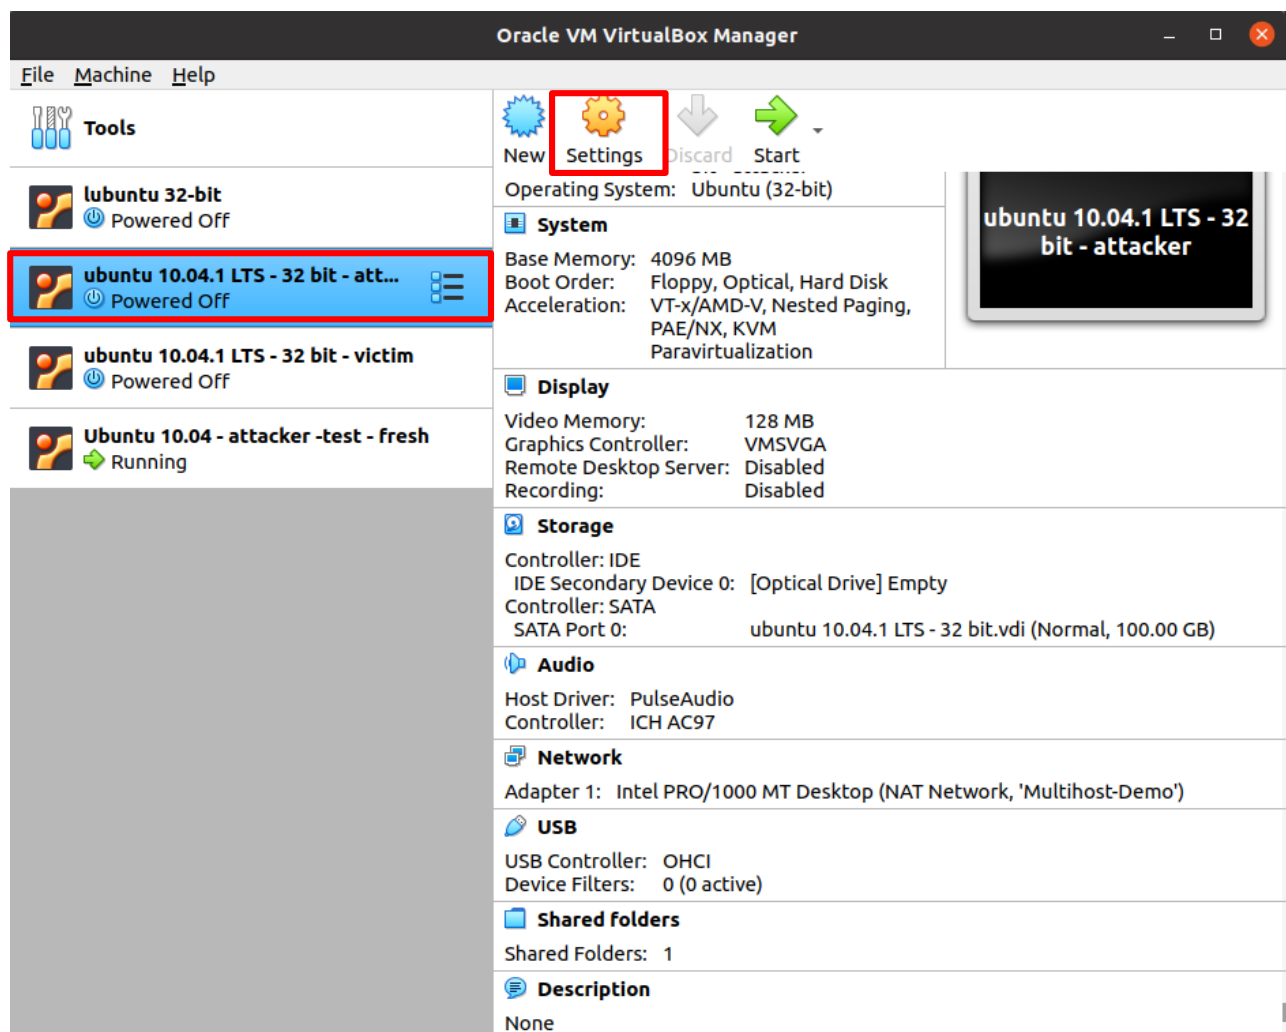 Oracle VM VirtualBox Manager
File Machine Help
Tools
lubuntu 32-bit
Powered Off
ubuntu 10.04.1 LTS - 32 bit - att...
Powered Off
ubuntu 10.04.1 LTS - 32 bit - victim
Powered Off
Ubuntu 10.04 - attacker -test - fresh
Running
New Settings Discard Start
Operating System: Ubuntu (32-bit)
System
Base Memory: 4096 MB
Boot Order: Floppy, Optical, Hard Disk
Acceleration: VT-x/AMD-V, Nested Paging,
PAE/NX, KVM
Paravirtualization
ubuntu 10.04.1 LTS - 32
bit - attacker
Display
Video Memory: 128 MB
Graphics Controller: VMSVGA
Remote Desktop Server: Disabled
Recording: Disabled
Storage
Controller: IDE
IDE Secondary Device 0: [Optical Drive] Empty
Controller: SATA
SATA Port 0: ubuntu 10.04.1 LTS - 32 bit.vdi (Normal, 100.00 GB)
Audio
Host Driver: PulseAudio
Controller: ICH AC97
Network
Adapter 1: Intel PRO/1000 MT Desktop (NAT Network, 'Multihost-Demo')
USB
USB Controller: OHCI
Device Filters: 0 (0 active)
Shared folders
Shared Folders: 1
Description
None